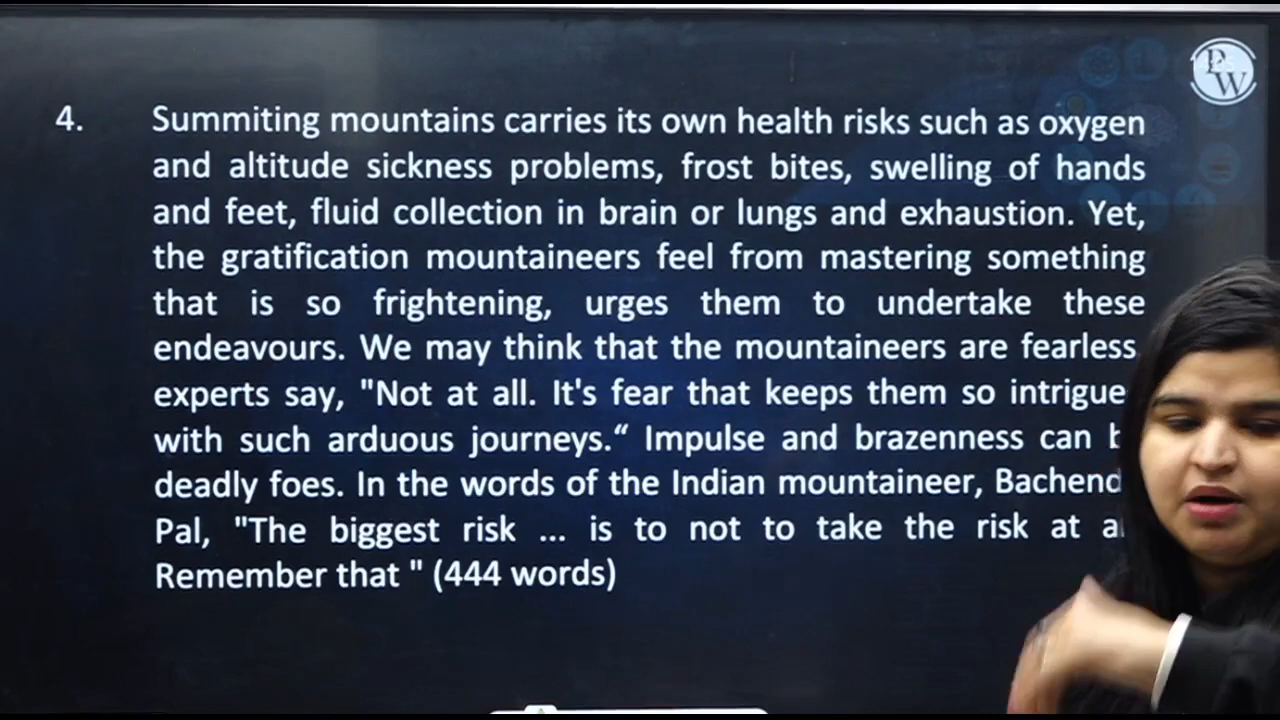 PW
4. Summiting mountains carries its own health risks such as oxygen
and altitude sickness problems, frost bites, swelling of hands
and feet, fluid collection in brain or lungs and exhaustion. Yet,
the gratification mountaineers feel from mastering something
that is so frightening, urges them to undertake these
endeavours. We may think that the mountaineers are fearless
experts say, "Not at all. It's fear that keeps them so intrigue
with such arduous journeys.“ Impulse and brazenness can
deadly foes. In the words of the Indian mountaineer, Bachend
Pal, "The biggest risk ... is to not to take the risk at
Remember that " (444 words)